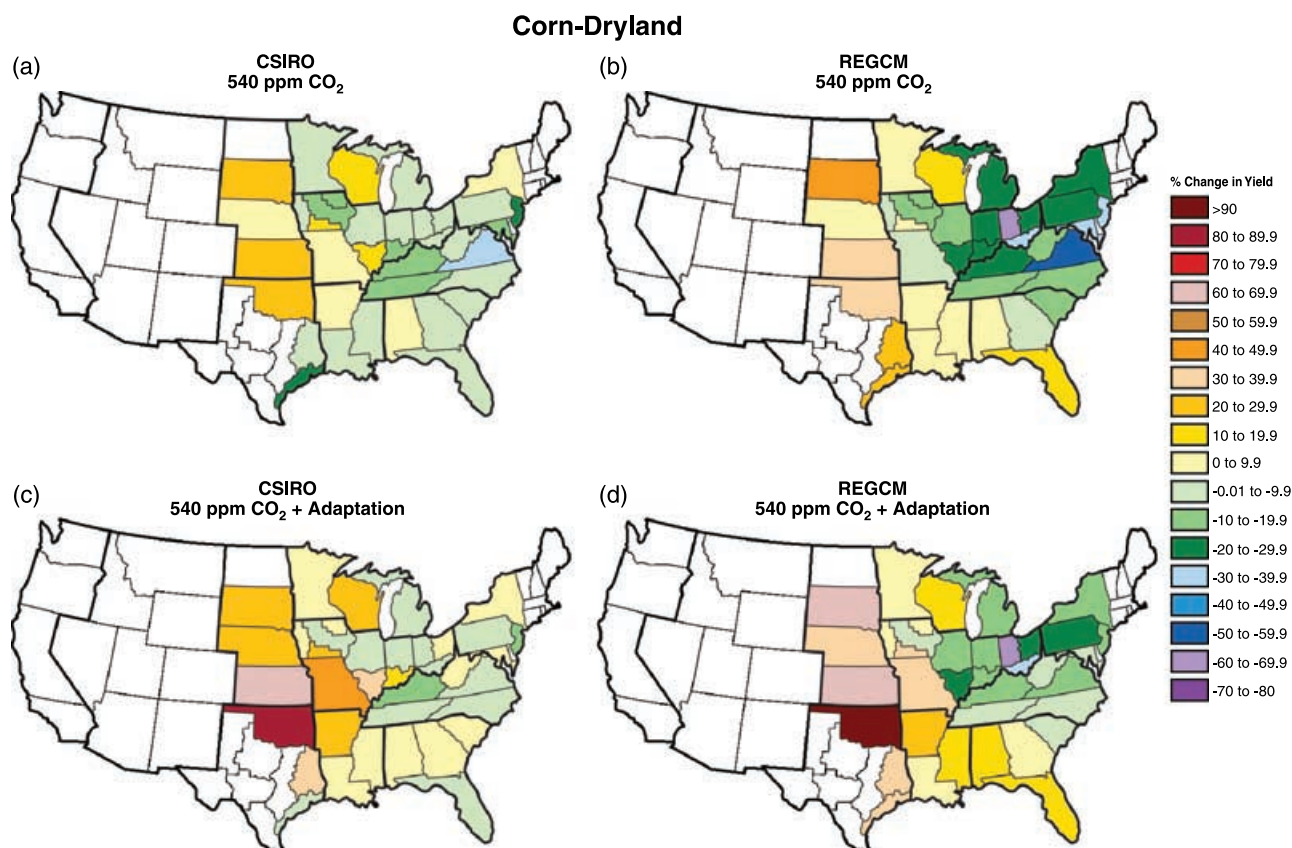 Corn-Dryland
(a)
CSIRO
540 ppm CO₂
(b)
REGCM
540 ppm CO₂
(c)
CSIRO
540 ppm CO₂ + Adaptation
(d)
REGCM
540 ppm CO₂ + Adaptation
% Change in Yield
>90
80 to 89.9
70 to 79.9
60 to 69.9
50 to 59.9
40 to 49.9
30 to 39.9
20 to 29.9
10 to 19.9
0 to 9.9
-0.01 to -9.9
-10 to -19.9
-20 to -29.9
-30 to -39.9
-40 to -49.9
-50 to -59.9
-60 to -69.9
-70 to -80